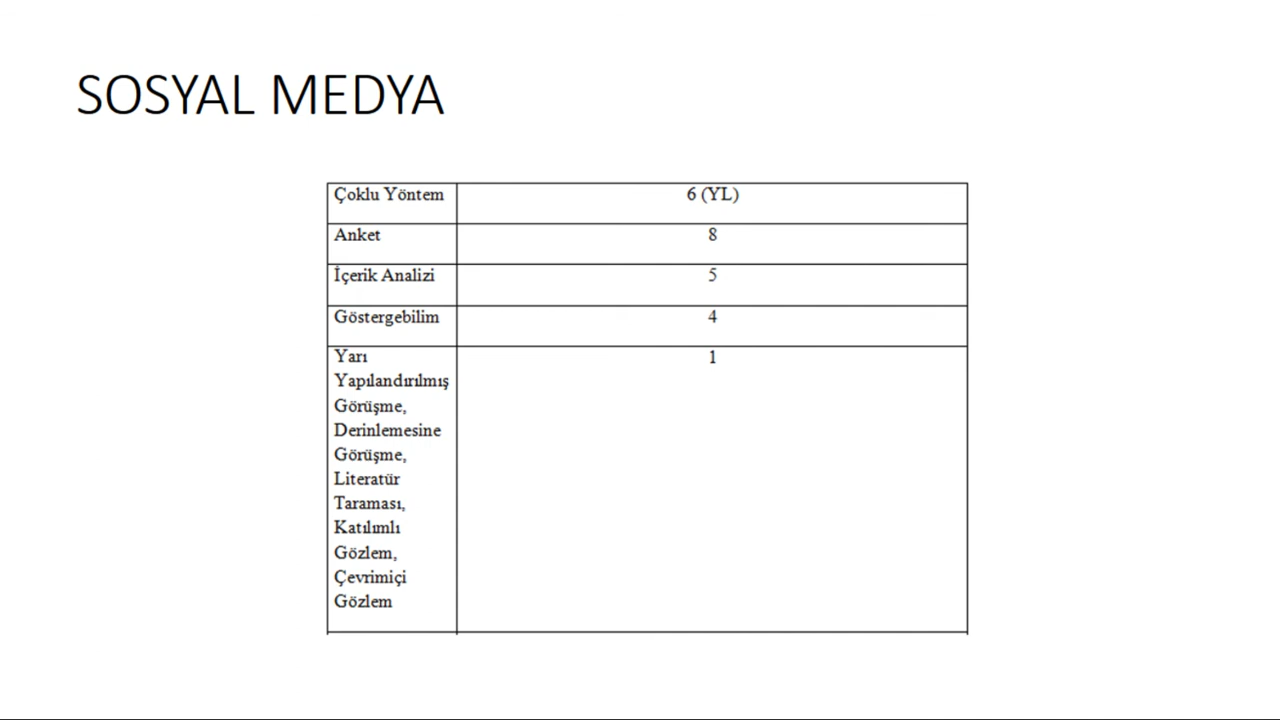 SOSYAL MEDYA
Çoklu Yöntem 6 (YL)
Anket 8
İçerik Analizi 5
Göstergebilim 4
Yarı 1
Yapılandırılmış
Görüşme,
Derinlemesine
Görüşme,
Literatür
Taraması,
Katılımlı
Gözlem,
Çevrimiçi
Gözlem